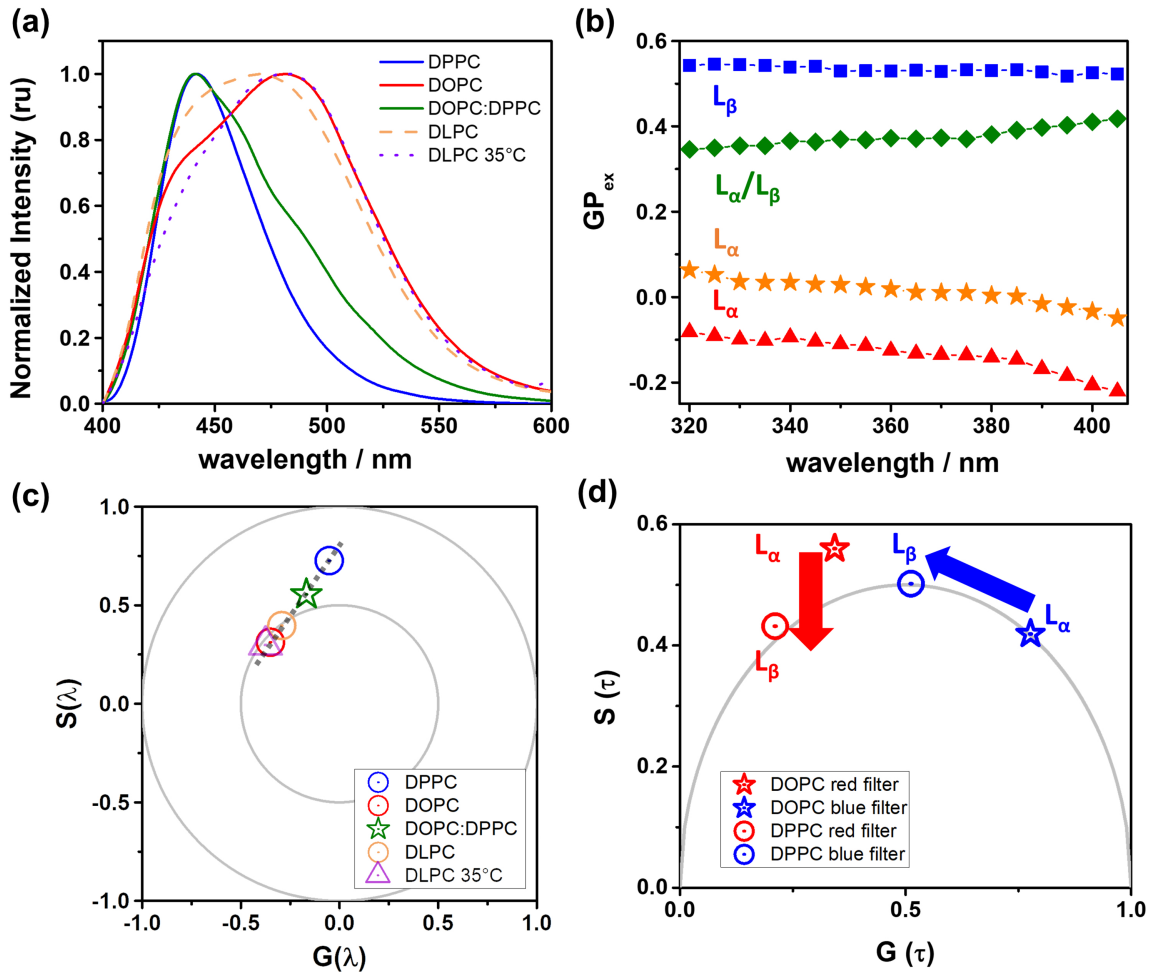 (a)
Normalized Intensity (ru)
1.0
0.8
0.6
0.4
0.2
0.0
DPPC
DOPC
DOPC:DPPC
DLPC
DLPC 35°C
400 450 500 550 600
wavelength / nm
(b)
GPex
0.6
0.4
0.2
0.0
-0.2
Lβ
Lα/Lβ
Lα
Lα
320 340 360 380 400
wavelength / nm
(c)
S(λ)
1.0
0.5
0.0
-0.5
-1.0
DPPC
DOPC
DOPC:DPPC
DLPC
DLPC 35°C
-1.0 -0.5 0.0 0.5 1.0
G(λ)
(d)
S (τ)
0.6
0.4
0.2
0.0
Lα
Lβ
Lβ
Lα
DOPC red filter
DOPC blue filter
DPPC red filter
DPPC blue filter
0.0 0.5 1.0
G (τ)